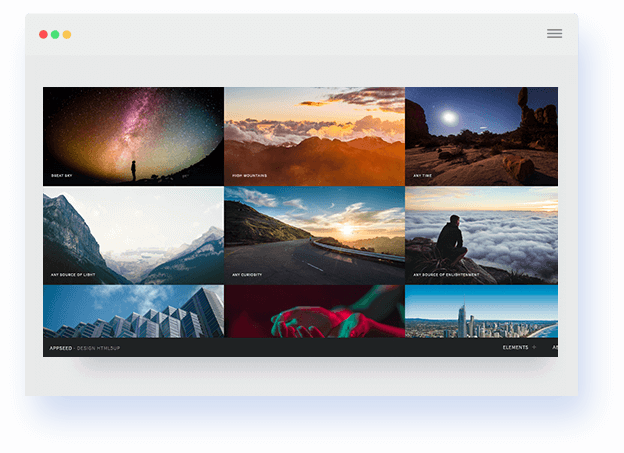 GREAT SKY
HIGH MOUNTAINS
ANY TIME
ANY SOURCE OF LIGHT
ANY CURIOSITY
ANY SOURCE OF ENLIGHTENMENT
APPSEED - DESIGN HTML5UP
ELEMENTS +